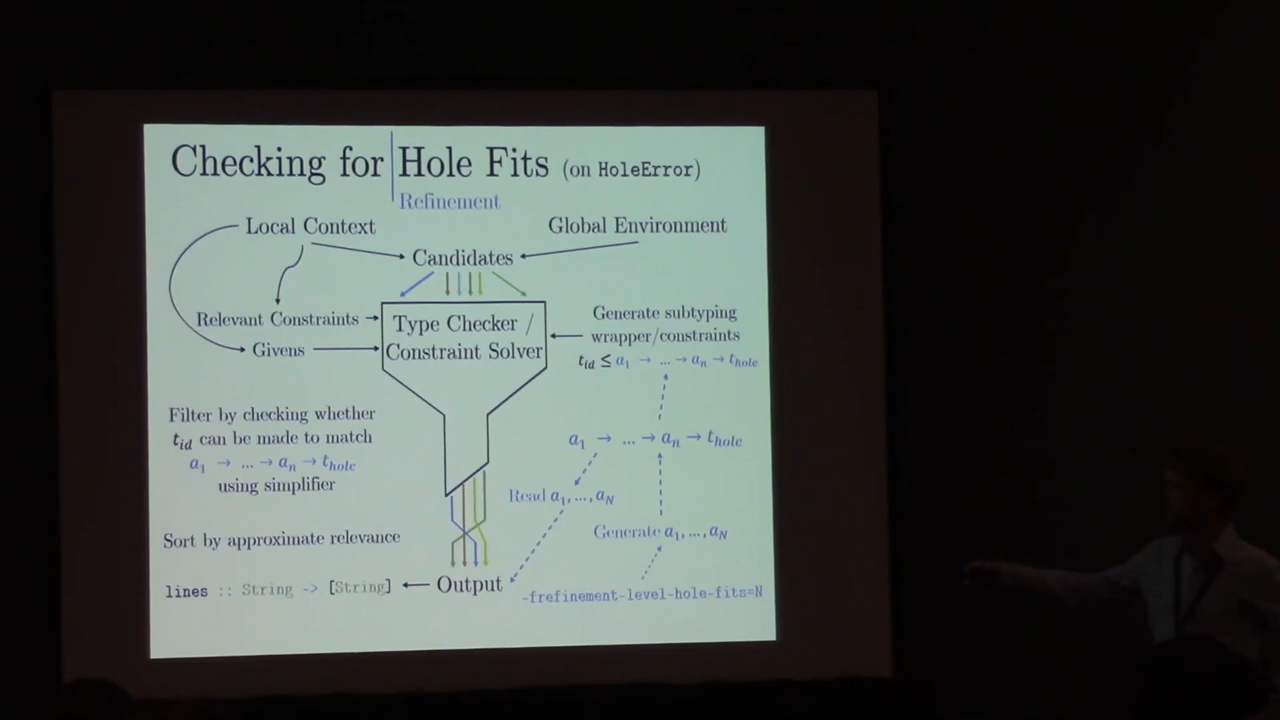 Checking for Hole Fits (on HoleError)
Refinement
Local Context
Global Environment
Candidates
Relevant Constraints
Givens
Type Checker /
Constraint Solver
Generate subtyping
wrapper/constraints
t_id ≤ a_1 → ... → a_n → t_hole
Filter by checking whether
t_id can be made to match
a_1 → ... → a_n → t_hole
using simplifier
a_1 → ... → a_n → t_hole
Read a_1,...,a_N
Generate a_1,...,a_N
Sort by approximate relevance
lines :: String -> [String]
Output
-frefinement-level-hole-fits=N